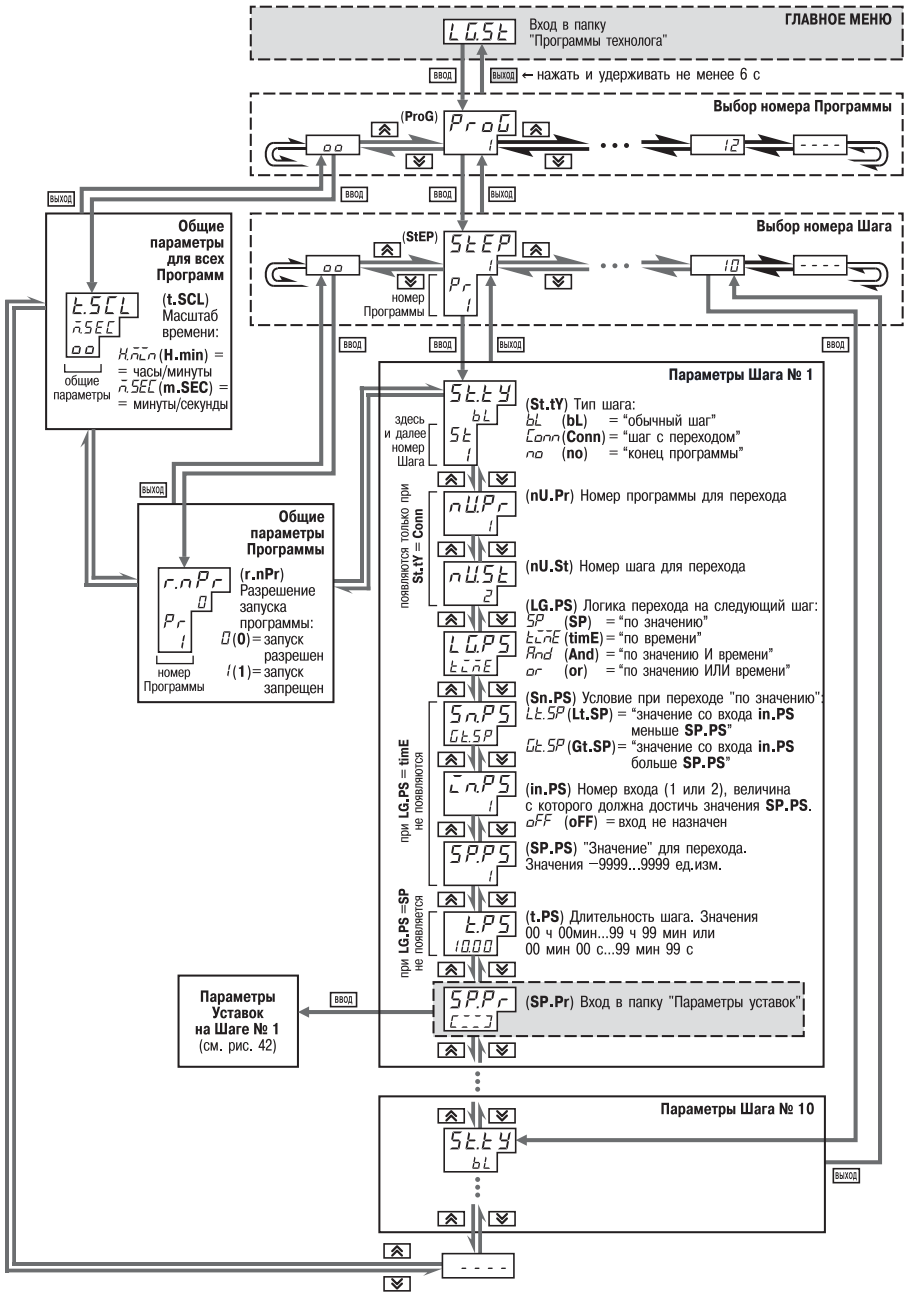 ГЛАВНОЕ МЕНЮ
LG.St
Вход в папку
"Программы технолога"
ВВОД
ВЫХОД
← нажать и удерживать не менее 6 с
Выбор номера Программы
(ProG)
ProG
1
oo
• • •
12
- - - -
ВЫХОД
ВВОД
ВВОД
ВЫХОД
Выбор номера Шага
(StEP)
StEP
1
Pr
1
номер
Программы
oo
• • •
10
- - - -
Общие
параметры
для всех
Программ
t.SCL
m.SEC
oo
общие
параметры
(t.SCL)
Масштаб
времени:
H.min (H.min) =
= часы/минуты
m.SEC (m.SEC) =
= минуты/секунды
ВВОД
ВВОД
ВЫХОД
ВВОД
ВЫХОД
Общие
параметры
Программы
r.nPr
0
Pr
1
номер
Программы
(r.nPr)
Разрешение
запуска
программы:
0 (0) = запуск
разрешен
1 (1) = запуск
запрещен
Параметры Шага № 1
St.tY
bL
St
1
здесь
и далее
номер
Шага
(St.tY) Тип шага:
bL (bL) = “обычный шаг”
Conn (Conn) = “шаг с переходом”
no (no) = “конец программы”
появляются только при
St.tY = Conn
nU.Pr
1
(nU.Pr) Номер программы для перехода
nU.St
2
(nU.St) Номер шага для перехода
LG.PS
timE
(LG.PS) Логика перехода на следующий шаг:
SP (SP) = “по значению”
timE (timE) = “по времени”
And (And) = “по значению И времени”
or (or) = “по значению ИЛИ времени”
при LG.PS = timE
не появляются
Sn.PS
Gt.SP
(Sn.PS) Условие при переходе "по значению":
Lt.SP (Lt.SP) = “значение со входа in.PS
меньше SP.PS”
Gt.SP (Gt.SP) = “значение со входа in.PS
больше SP.PS”
in.PS
1
(in.PS) Номер входа (1 или 2), величина
с которого должна достичь значения SP.PS.
oFF (oFF) = вход не назначен
SP.PS
1
(SP.PS) "Значение" для перехода.
Значения −9999...9999 ед.изм.
при LG.PS =SP
не появляется
t.PS
10.00
(t.PS) Длительность шага. Значения
00 ч 00мин...99 ч 99 мин или
00 мин 00 с...99 мин 99 с
SP.Pr
[---]
(SP.Pr) Вход в папку "Параметры уставок"
ВВОД
Параметры
Уставок
на Шаге № 1
(см. рис. 42)
Параметры Шага № 10
St.tY
bL
ВЫХОД
- - - -